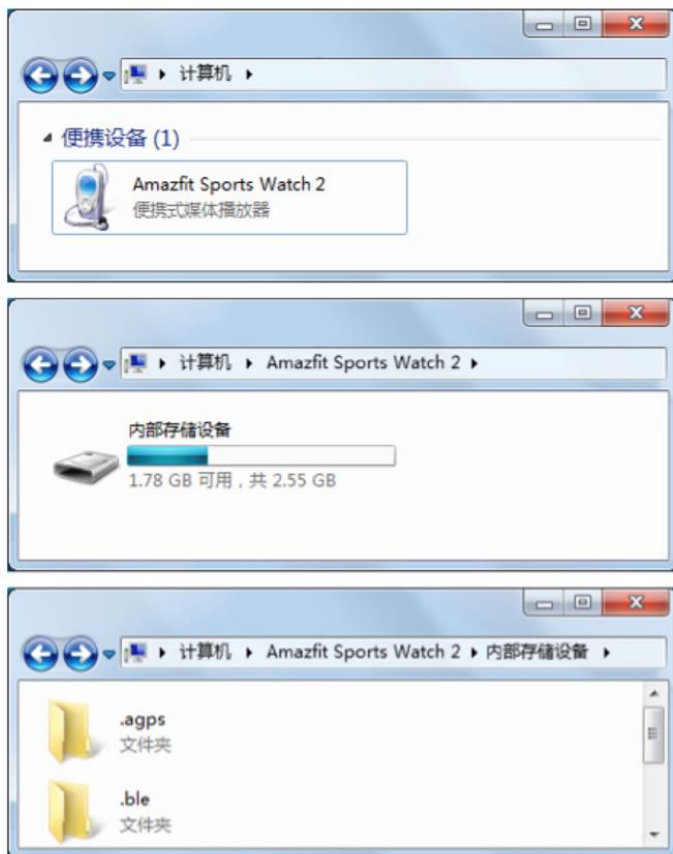 计算机
便携设备 (1)
Amazfit Sports Watch 2
便携式媒体播放器
计算机 Amazfit Sports Watch 2
内部存储设备
1.78 GB 可用，共 2.55 GB
计算机 Amazfit Sports Watch 2 内部存储设备
.agps
文件夹
.ble
文件夹